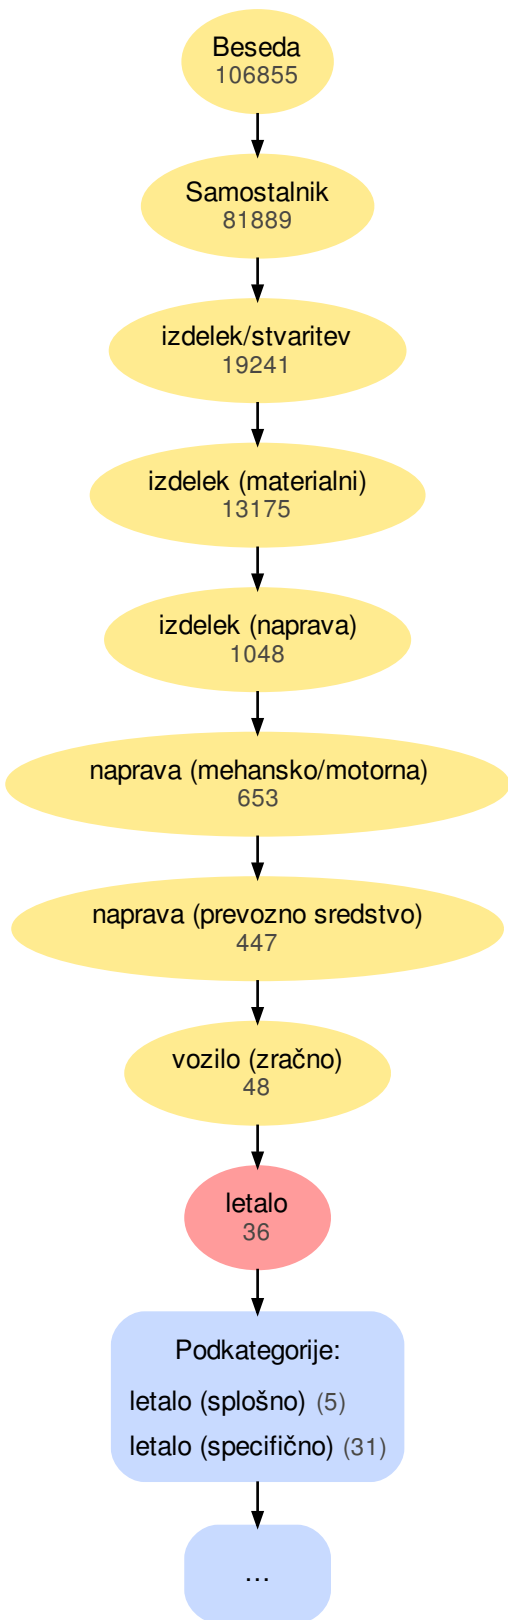 Beseda
106855
Samostalnik
81889
izdelek/stvaritev
19241
izdelek (materialni)
13175
izdelek (naprava)
1048
naprava (mehansko/motorna)
653
naprava (prevozno sredstvo)
447
vozilo (zračno)
48
letalo
36
Podkategorije:
letalo (splošno) (5)
letalo (specifično) (31)
...